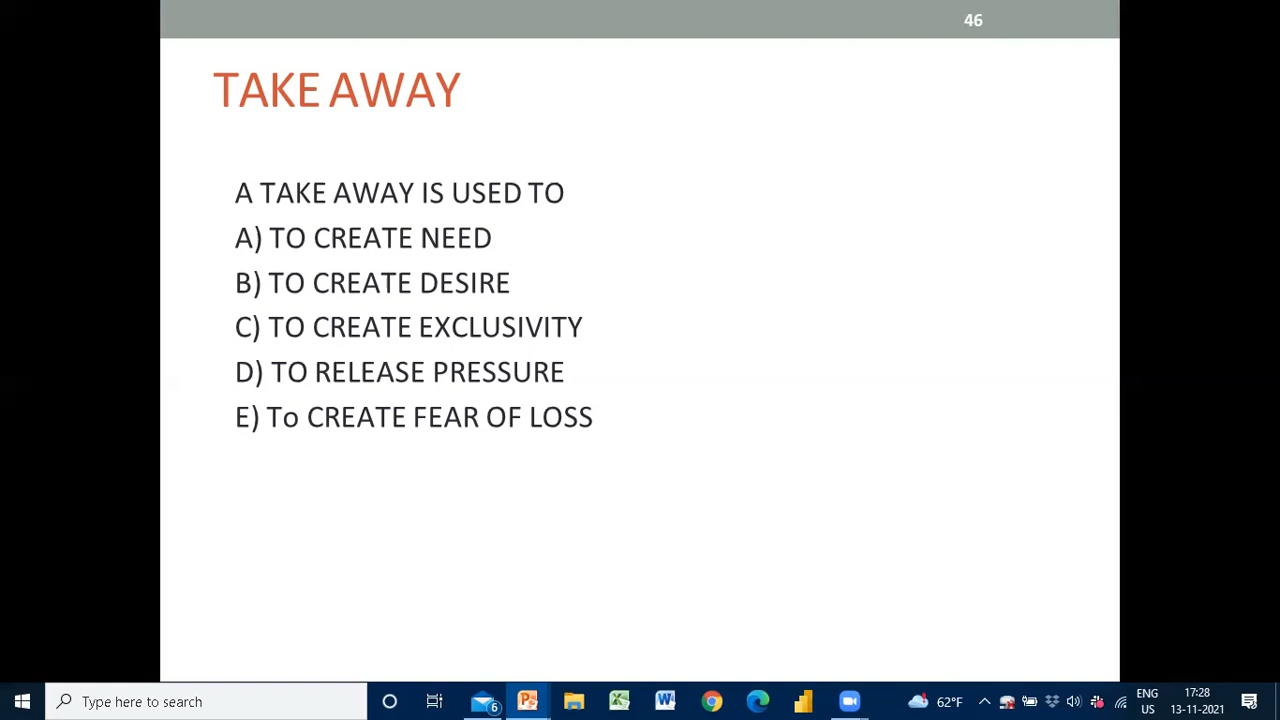 46
TAKE AWAY
A TAKE AWAY IS USED TO
A) TO CREATE NEED
B) TO CREATE DESIRE
C) TO CREATE EXCLUSIVITY
D) TO RELEASE PRESSURE
E) To CREATE FEAR OF LOSS
Type here to search
6
62°F
ENG
US
17:28
13-11-2021